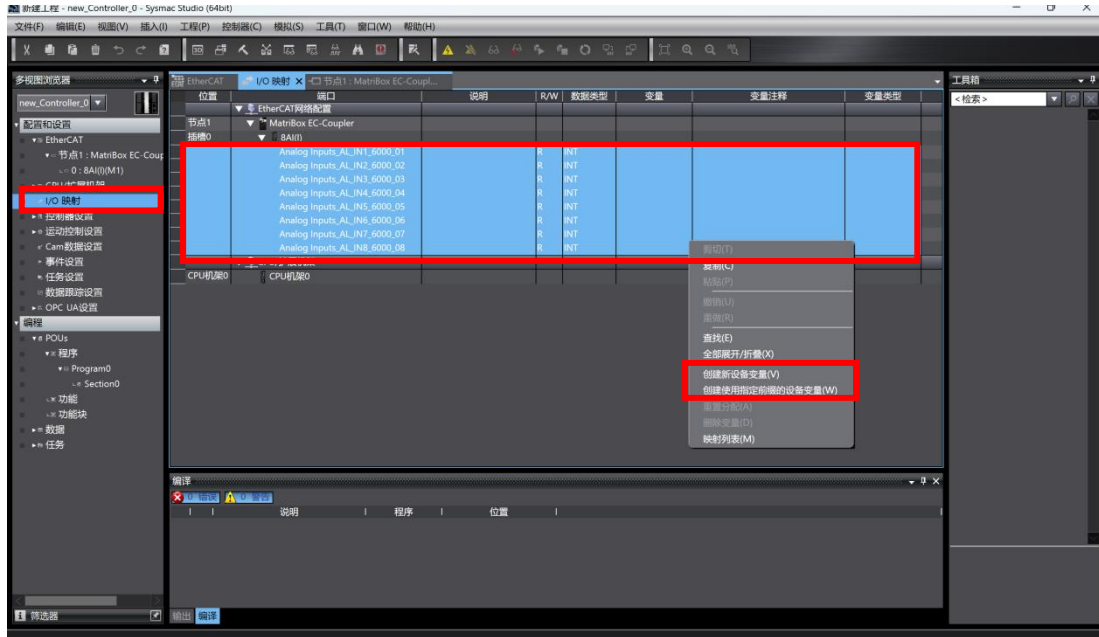 新建工程 - new_Controller_0 - Sysmac Studio (64bit)
文件(F) 编辑(E) 视图(V) 插入(I) 工程(P) 控制器(C) 模拟(S) 工具(T) 窗口(W) 帮助(H)
多视图浏览器
new_Controller_0
配置和设置
EtherCAT
节点1 : MatriBox EC-Coup
0 : 8AI(I)(M1)
CPU/扩展机架
I/O 映射
控制器设置
运动控制设置
Cam数据设置
事件设置
任务设置
数据跟踪设置
OPC UA设置
编程
POUs
程序
Program0
Section0
功能
功能块
数据
任务
筛选器
EtherCAT I/O 映射 节点1 : MatriBox EC-Coupl...
位置 端口 说明 R/W 数据类型 变量 变量注释 变量类型
EtherCAT网络配置
节点1 MatriBox EC-Coupler
插槽0 8AI(I)
Analog Inputs_AL_IN1_6000_01 R INT
Analog Inputs_AL_IN2_6000_02 R INT
Analog Inputs_AL_IN3_6000_03 R INT
Analog Inputs_AL_IN4_6000_04 R INT
Analog Inputs_AL_IN5_6000_05 R INT
Analog Inputs_AL_IN6_6000_06 R INT
Analog Inputs_AL_IN7_6000_07 R INT
Analog Inputs_AL_IN8_6000_08 R INT
CPU机架0 CPU机架0
剪切(T)
复制(C)
粘贴(P)
撤销(U)
重做(R)
查找(E)
全部展开/折叠(X)
创建新设备变量(V)
创建使用指定前缀的设备变量(W)
重置分配(A)
删除变量(D)
映射列表(M)
编译
0 错误 0 警告
说明 程序 位置
输出 编译
工具箱
<检索>